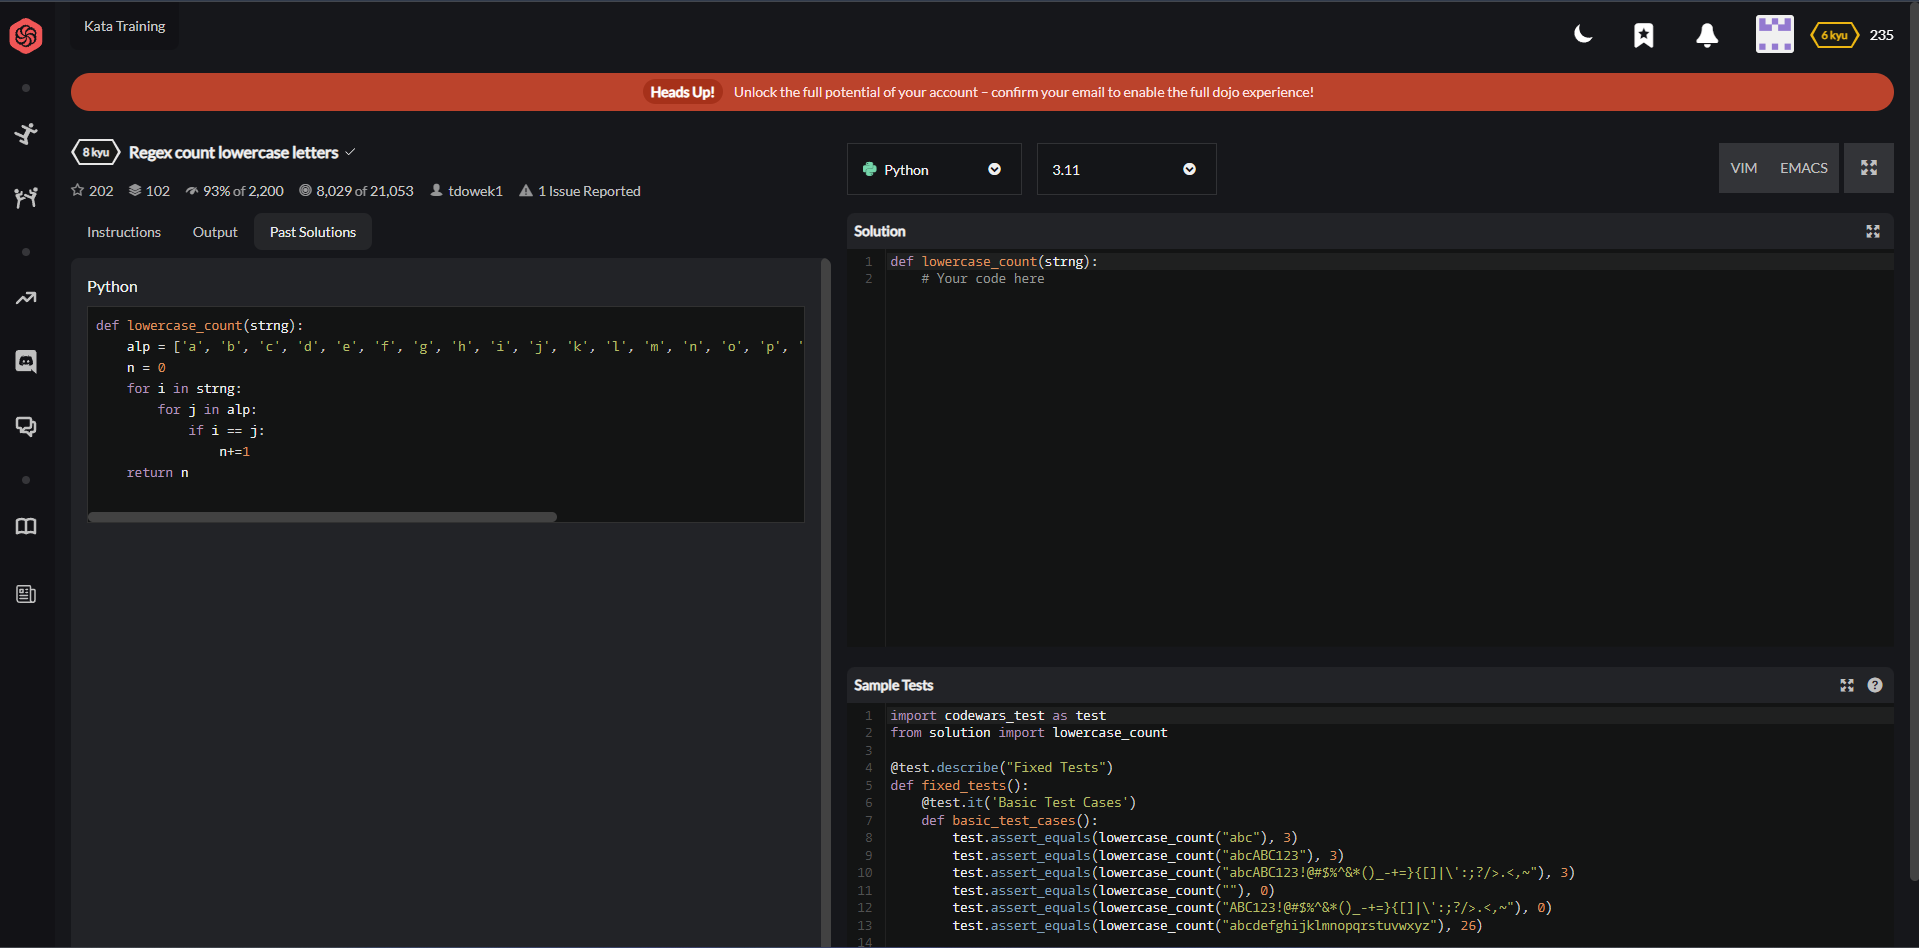 Kata Training
6 kyu 235
Heads Up! Unlock the full potential of your account – confirm your email to enable the full dojo experience!
8 kyu Regex count lowercase letters
202 102 93% of 2,200 8,029 of 21,053 tdowek1 1 Issue Reported
Instructions Output Past Solutions
Python
def lowercase_count(strng):
    alp = ['a', 'b', 'c', 'd', 'e', 'f', 'g', 'h', 'i', 'j', 'k', 'l', 'm', 'n', 'o', 'p', '
    n = 0
    for i in strng:
        for j in alp:
            if i == j:
                n+=1
    return n
Python 3.11 VIM EMACS
Solution
1 def lowercase_count(strng):
2     # Your code here
Sample Tests ?
1 import codewars_test as test
2 from solution import lowercase_count
3
4 @test.describe("Fixed Tests")
5 def fixed_tests():
6     @test.it('Basic Test Cases')
7     def basic_test_cases():
8         test.assert_equals(lowercase_count("abc"), 3)
9         test.assert_equals(lowercase_count("abcABC123"), 3)
10         test.assert_equals(lowercase_count("abcABC123!@#$%^&*()_-+=}{[]|\':;?/>.<,~"), 3)
11         test.assert_equals(lowercase_count(""), 0)
12         test.assert_equals(lowercase_count("ABC123!@#$%^&*()_-+=}{[]|\':;?/>.<,~"), 0)
13         test.assert_equals(lowercase_count("abcdefghijklmnopqrstuvwxyz"), 26)
14